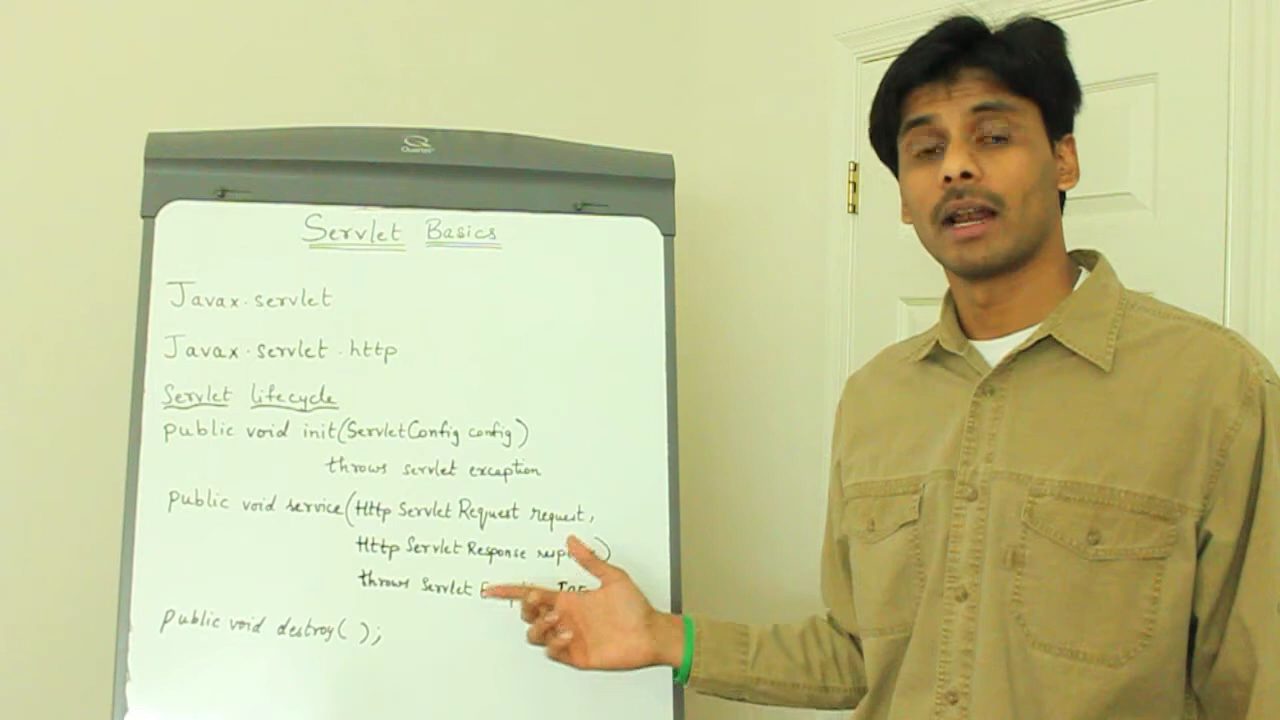 Quartet
Servlet Basics
Javax.servlet
Javax.servlet.http
Servlet lifecycle
public void init(ServletConfig config)
throws servlet exception
public void service(Http Servlet Request request,
Http Servlet Response
throws Servlet
public void destroy( );